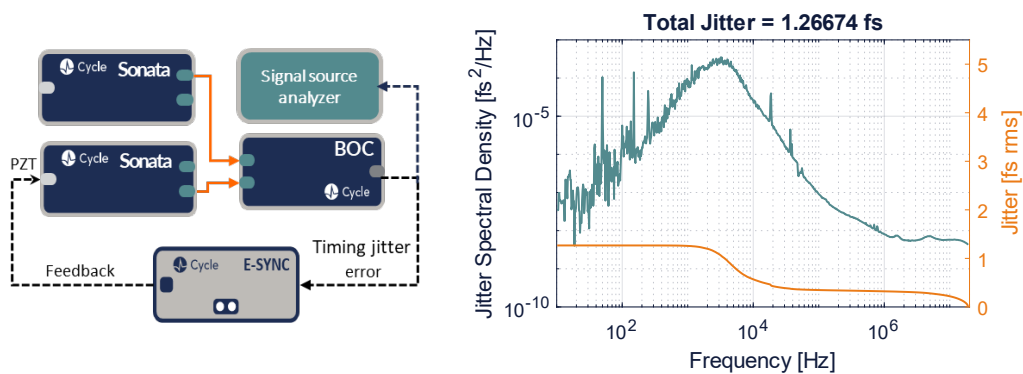 Cycle
Sonata
Signal source
analyzer
PZT
Cycle
Sonata
BOC
Cycle
Timing jitter
error
Feedback
Cycle
E-SYNC
Total Jitter = 1.26674 fs
Jitter Spectral Density [fs²/Hz]
10⁻⁵
10⁻¹⁰
10²
10⁴
10⁶
Frequency [Hz]
5
4
3
2
1
0
Jitter [fs rms]